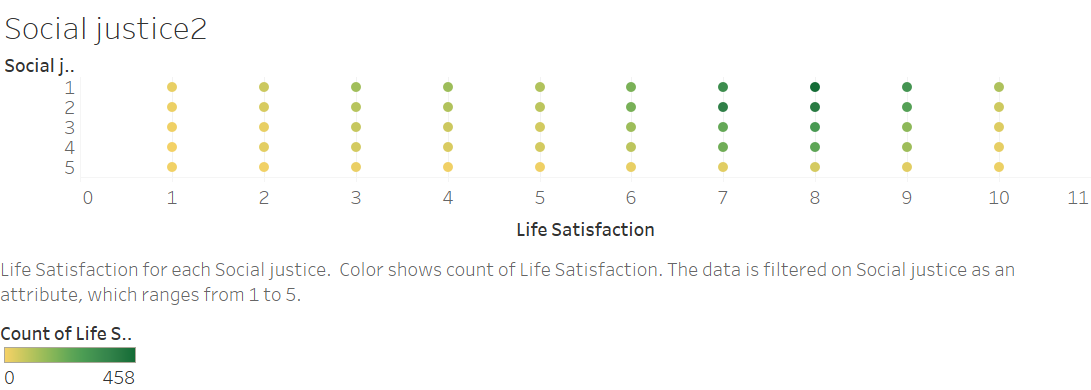 Social justice2
Social j..
1
2
3
4
5
0 1 2 3 4 5 6 7 8 9 10 11
Life Satisfaction
Life Satisfaction for each Social justice.  Color shows count of Life Satisfaction. The data is filtered on Social justice as an
attribute, which ranges from 1 to 5.
Count of Life S..
0 458